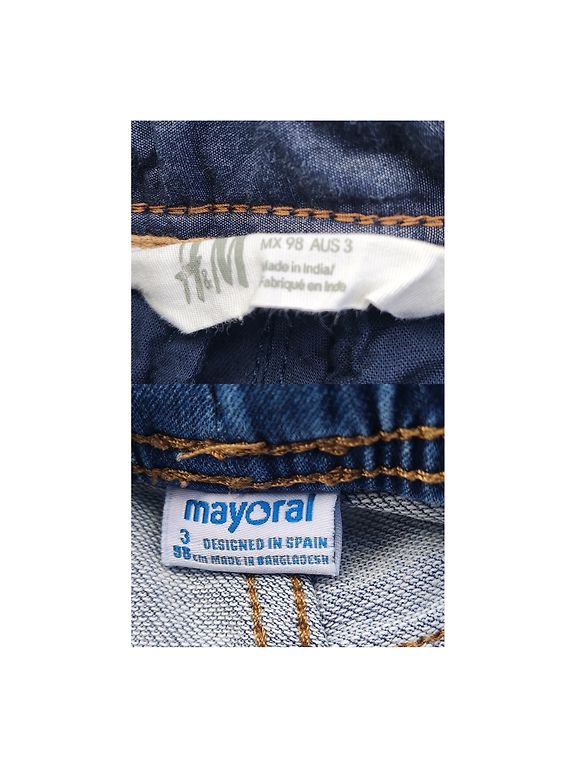 H&M
MX 98 AUS 3
Made in India/
Fabriqué en Inde
mayoral
3
98 cm
DESIGNED IN SPAIN
MADE IN BANGLADESH